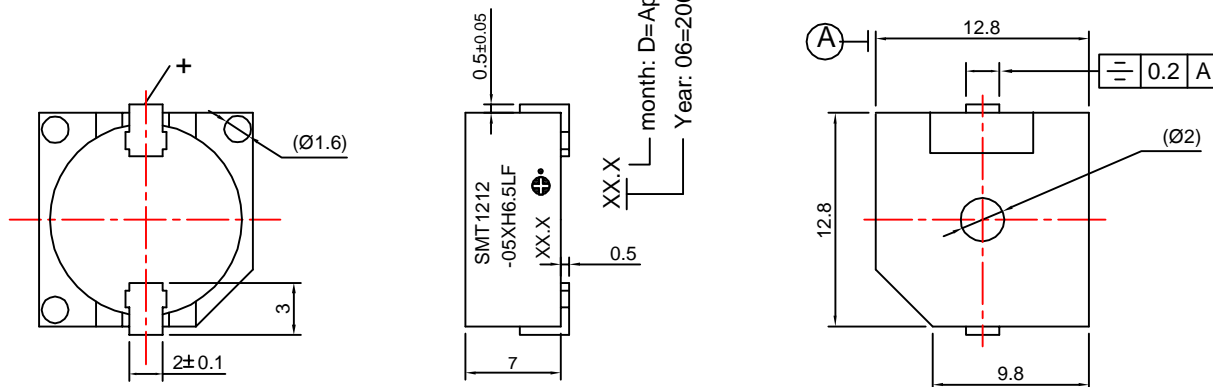 +
(Ø1.6)
3
2±0.1
0.5±0.05
SMT1212
-05XH6.5LF
XX.X
0.5
7
XX.X
month: D=Ap
Year: 06=200
A
12.8
0.2 A
(Ø2)
12.8
9.8